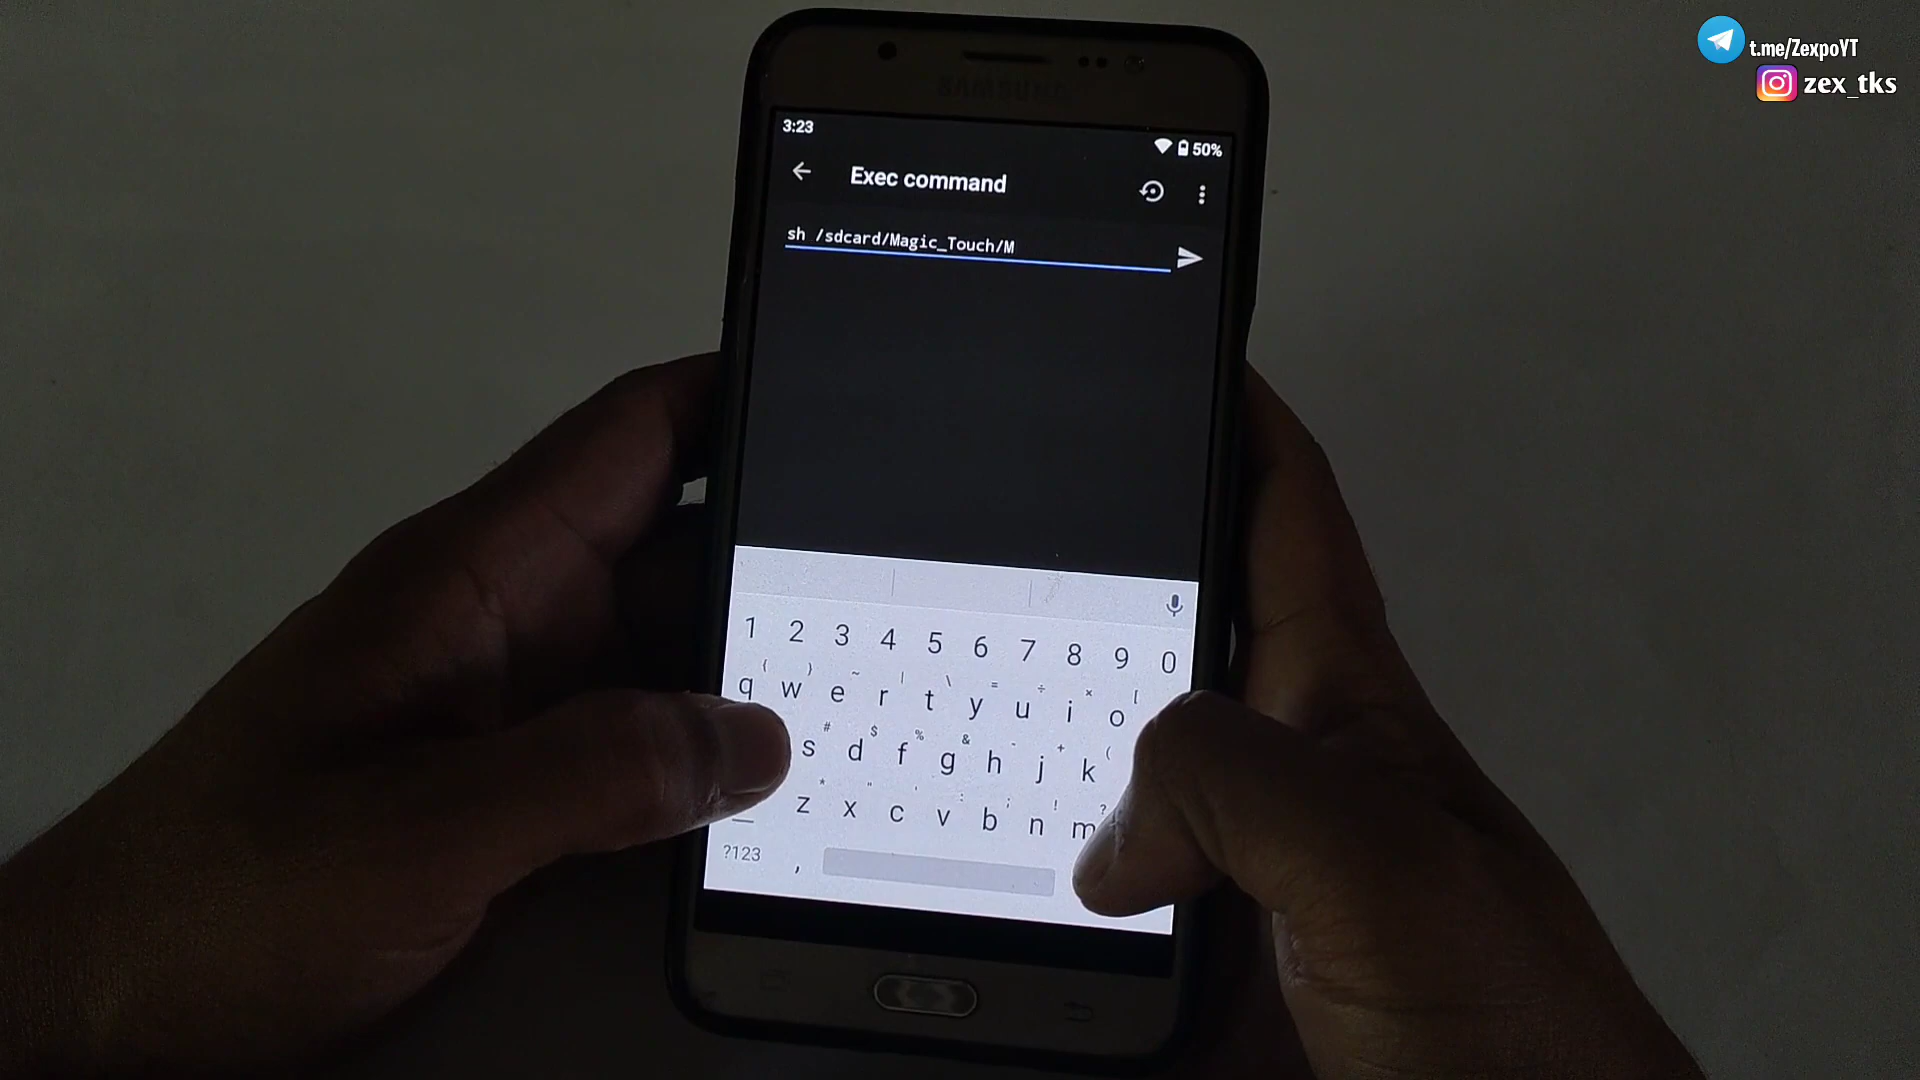 t.me/ZexpoYT
zex_tks
SAMSUNG
3:23
50%
Exec command
sh /sdcard/Magic_Touch/M
1 2 3 4 5 6 7 8 9 0
{ } ~ | \ = ÷ × [
q w e r t y u i o
# $ % & - + (
s d f g h j k
* " ' : ; ! ?
z x c v b n m
?123 ,